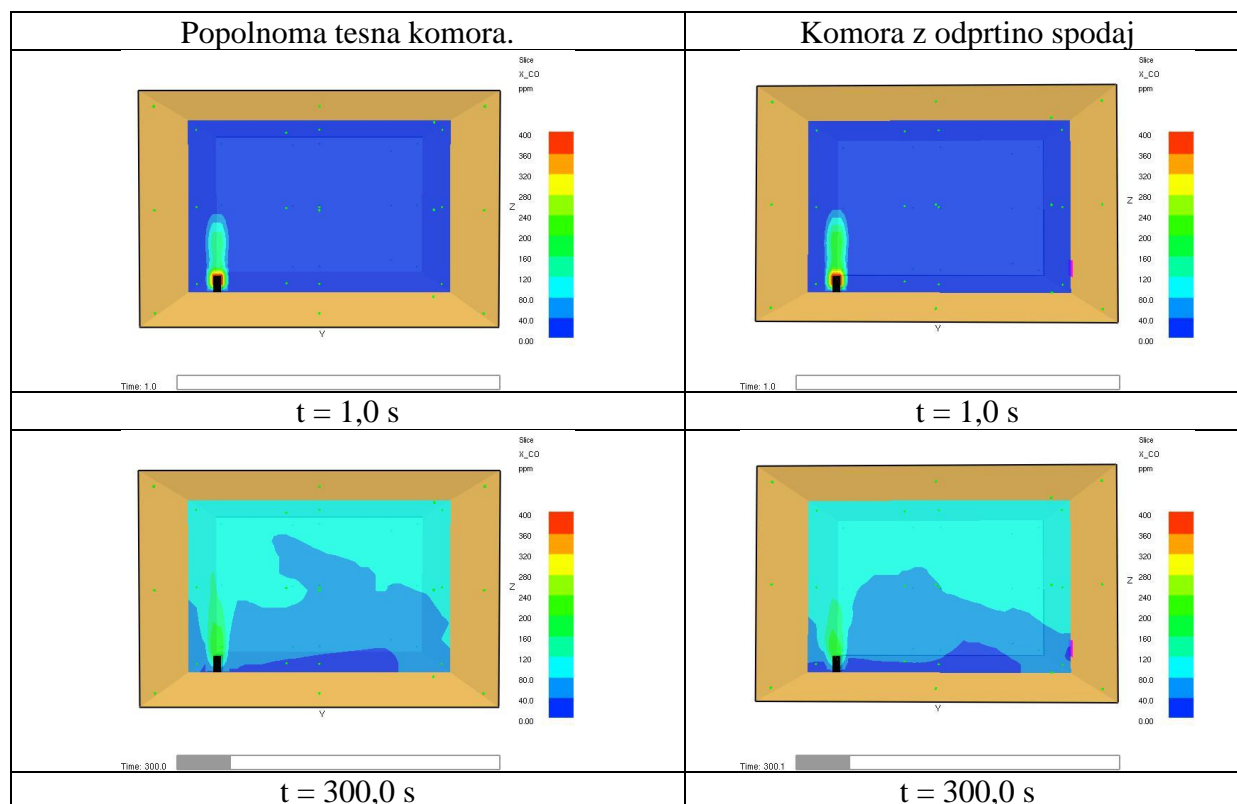 Popolnoma tesna komora.
Komora z odprtino spodaj
Slice
X_CO
ppm
400
360
320
280
240
200
160
120
80.0
40.0
0.00
Z
Y
Time: 1.0
Slice
X_CO
ppm
400
360
320
280
240
200
160
120
80.0
40.0
0.00
Z
Y
Time: 1.0
t = 1,0 s
t = 1,0 s
Slice
X_CO
ppm
400
360
320
280
240
200
160
120
80.0
40.0
0.00
Z
Y
Time: 300.0
Slice
X_CO
ppm
400
360
320
280
240
200
160
120
80.0
40.0
0.00
Z
Y
Time: 300.1
t = 300,0 s
t = 300,0 s